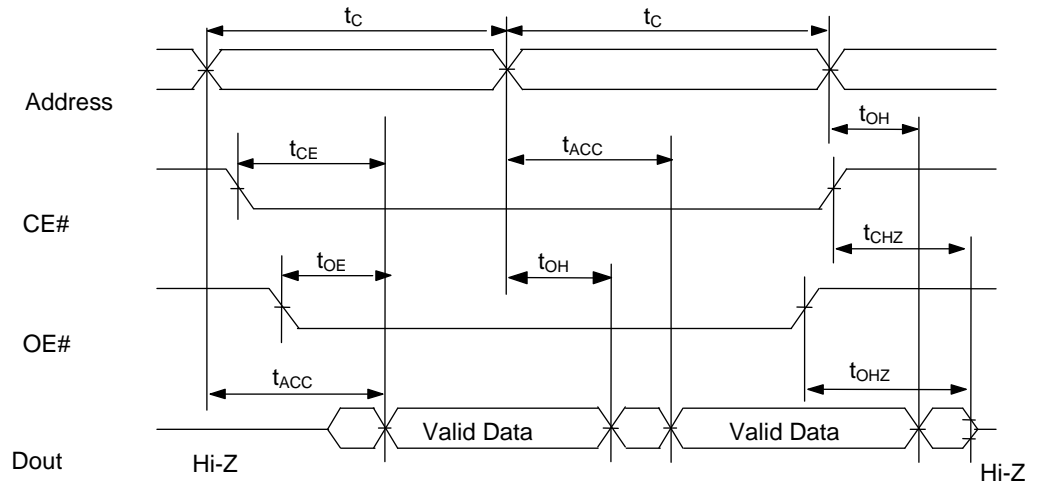 tC tC
Address
tOH
tCE tACC
CE#
tCHZ
tOE tOH
OE#
tACC tOHZ
Valid Data Valid Data
Dout Hi-Z Hi-Z